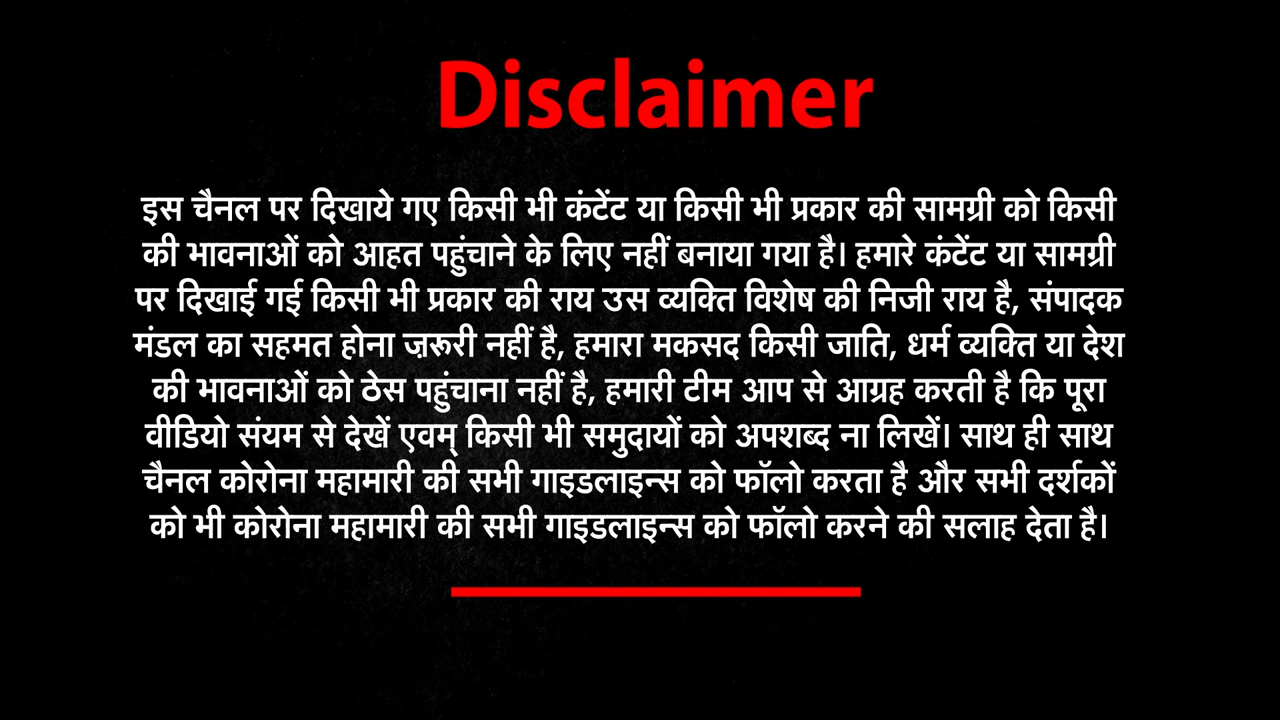 Disclaimer
इस चैनल पर दिखाये गए किसी भी कंटेंट या किसी भी प्रकार की सामग्री को किसी
की भावनाओं को आहत पहुंचाने के लिए नहीं बनाया गया है। हमारे कंटेंट या सामग्री
पर दिखाई गई किसी भी प्रकार की राय उस व्यक्ति विशेष की निजी राय है, संपादक
मंडल का सहमत होना ज़रूरी नहीं है, हमारा मकसद किसी जाति, धर्म व्यक्ति या देश
की भावनाओं को ठेस पहुंचाना नहीं है, हमारी टीम आप से आग्रह करती है कि पूरा
वीडियो संयम से देखें एवम् किसी भी समुदायों को अपशब्द ना लिखें। साथ ही साथ
चैनल कोरोना महामारी की सभी गाइडलाइन्स को फॉलो करता है और सभी दर्शकों
को भी कोरोना महामारी की सभी गाइडलाइन्स को फॉलो करने की सलाह देता है।